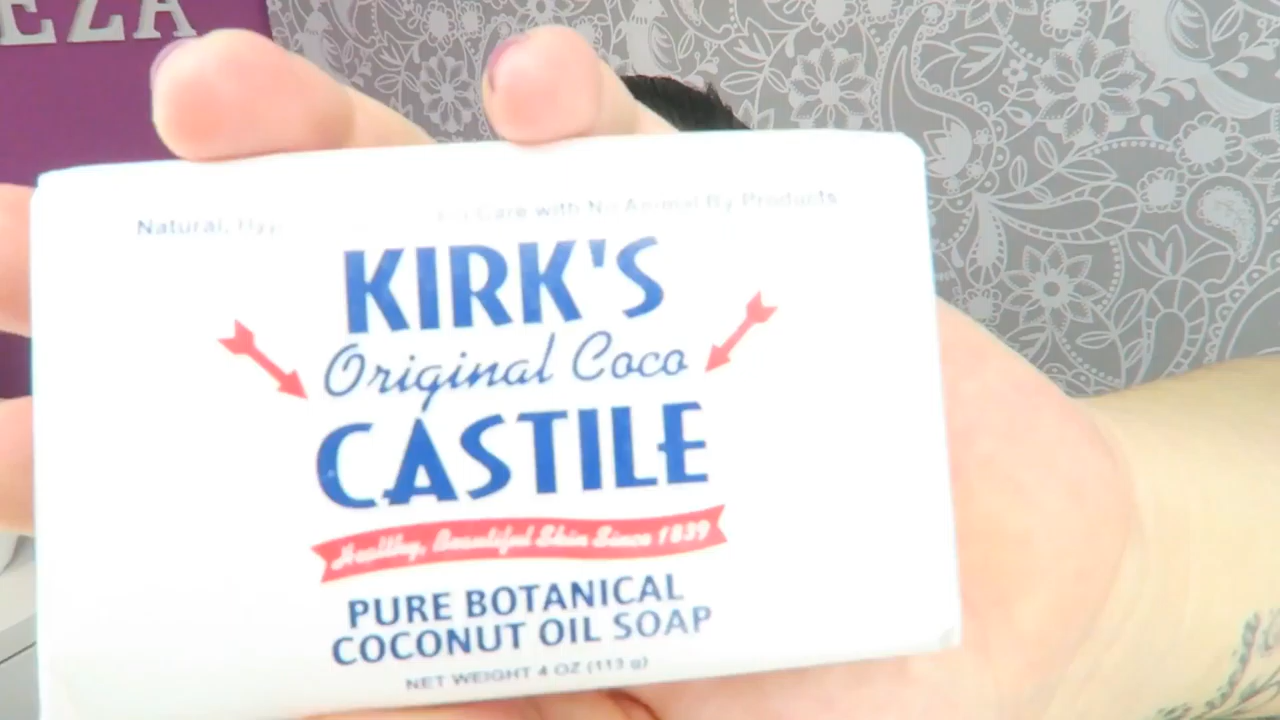 EZA
Natural, Care with No Animal By Products
KIRK'S
Original Coco
CASTILE
Healthy, Beautiful Skin Since 1839
PURE BOTANICAL
COCONUT OIL SOAP
NET WEIGHT 4 OZ (113 g)